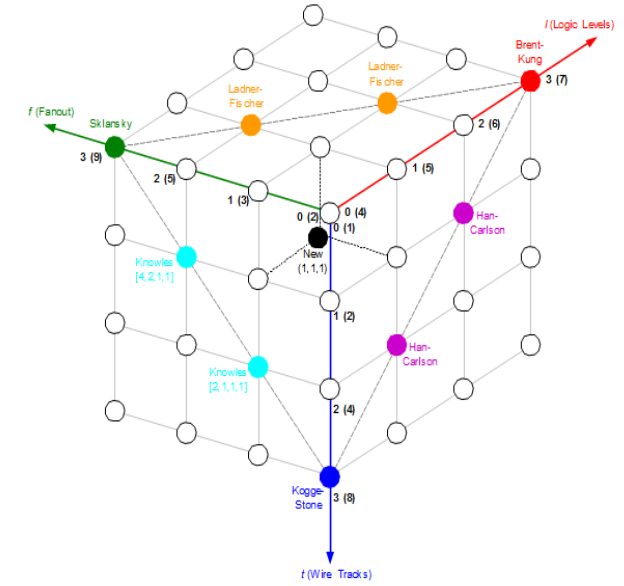 l (Logic Levels)
Brent-
Kung
3 (7)
Ladner-
Fischer
Ladner-
Fischer
f (Fanout)
Sklansky
3 (9)
2 (6)
2 (5)
1 (5)
1 (3)
0 (2)
0 (4)
0 (1)
New
(1,1,1)
Han-
Carlson
Knowles
[4,2,1,1]
1 (2)
Han-
Carlson
Knowles
[2,1,1,1]
2 (4)
Kogge-
Stone
3 (8)
t (Wire Tracks)